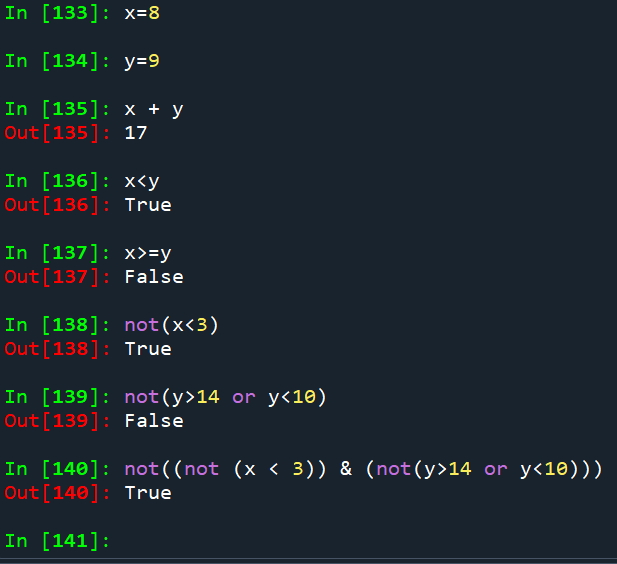 In [133]: x=8
In [134]: y=9
In [135]: x + y
Out[135]: 17
In [136]: x<y
Out[136]: True
In [137]: x>=y
Out[137]: False
In [138]: not(x<3)
Out[138]: True
In [139]: not(y>14 or y<10)
Out[139]: False
In [140]: not((not (x < 3)) & (not(y>14 or y<10)))
Out[140]: True
In [141]: